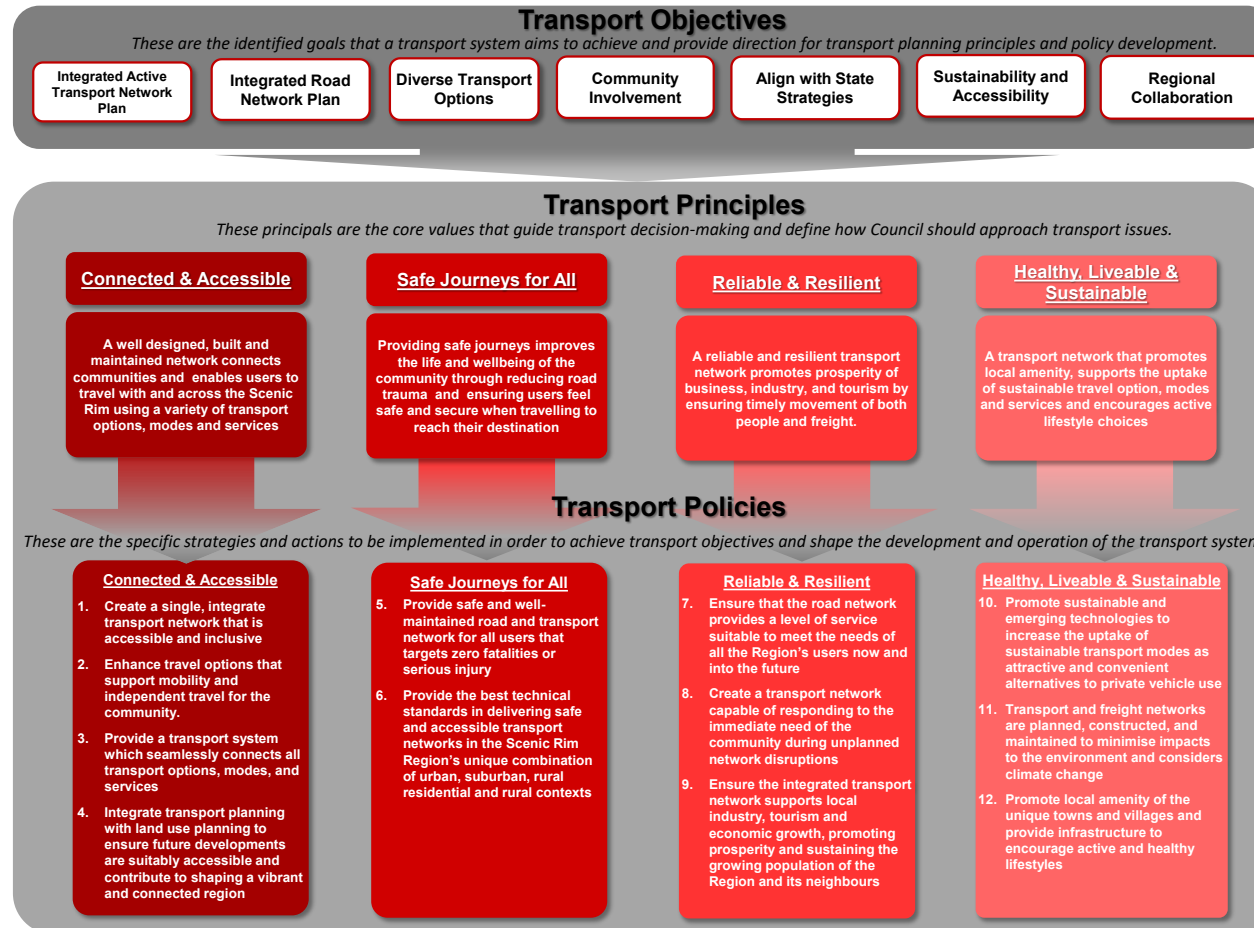 Transport Objectives
These are the identified goals that a transport system aims to achieve and provide direction for transport planning principles and policy development.
Integrated Active
Transport Network
Plan
Integrated Road
Network Plan
Diverse Transport
Options
Community
Involvement
Align with State
Strategies
Sustainability and
Accessibility
Regional
Collaboration
Transport Principles
These principals are the core values that guide transport decision-making and define how Council should approach transport issues.
Connected & Accessible
A well designed, built and
maintained network connects
communities and enables users to
travel with and across the Scenic
Rim using a variety of transport
options, modes and services
Safe Journeys for All
Providing safe journeys improves
the life and wellbeing of the
community through reducing road
trauma and ensuring users feel
safe and secure when travelling to
reach their destination
Reliable & Resilient
A reliable and resilient transport
network promotes prosperity of
business, industry, and tourism by
ensuring timely movement of both
people and freight.
Healthy, Liveable &
Sustainable
A transport network that promotes
local amenity, supports the uptake
of sustainable travel option, modes
and services and encourages active
lifestyle choices
Transport Policies
These are the specific strategies and actions to be implemented in order to achieve transport objectives and shape the development and operation of the transport system
Connected & Accessible
1. Create a single, integrate
transport network that is
accessible and inclusive
2. Enhance travel options that
support mobility and
independent travel for the
community.
3. Provide a transport system
which seamlessly connects all
transport options, modes, and
services
4. Integrate transport planning
with land use planning to
ensure future developments
are suitably accessible and
contribute to shaping a vibrant
and connected region
Safe Journeys for All
5. Provide safe and well-
maintained road and transport
network for all users that
targets zero fatalities or
serious injury
6. Provide the best technical
standards in delivering safe
and accessible transport
networks in the Scenic Rim
Region's unique combination
of urban, suburban, rural
residential and rural contexts
Reliable & Resilient
7. Ensure that the road network
provides a level of service
suitable to meet the needs of
all the Region's users now and
into the future
8. Create a transport network
capable of responding to the
immediate need of the
community during unplanned
network disruptions
9. Ensure the integrated transport
network supports local
industry, tourism and
economic growth, promoting
prosperity and sustaining the
growing population of the
Region and its neighbours
Healthy, Liveable & Sustainable
10. Promote sustainable and
emerging technologies to
increase the uptake of
sustainable transport modes as
attractive and convenient
alternatives to private vehicle use
11. Transport and freight networks
are planned, constructed, and
maintained to minimise impacts
to the environment and considers
climate change
12. Promote local amenity of the
unique towns and villages and
provide infrastructure to
encourage active and healthy
lifestyles